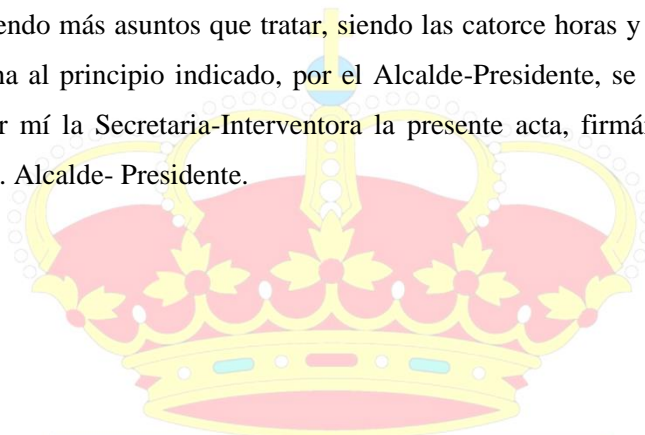 endo más asuntos que tratar, siendo las catorce horas y
a al principio indicado, por el Alcalde-Presidente, se
r mí la Secretaria-Interventora la presente acta, firmá
. Alcalde- Presidente.